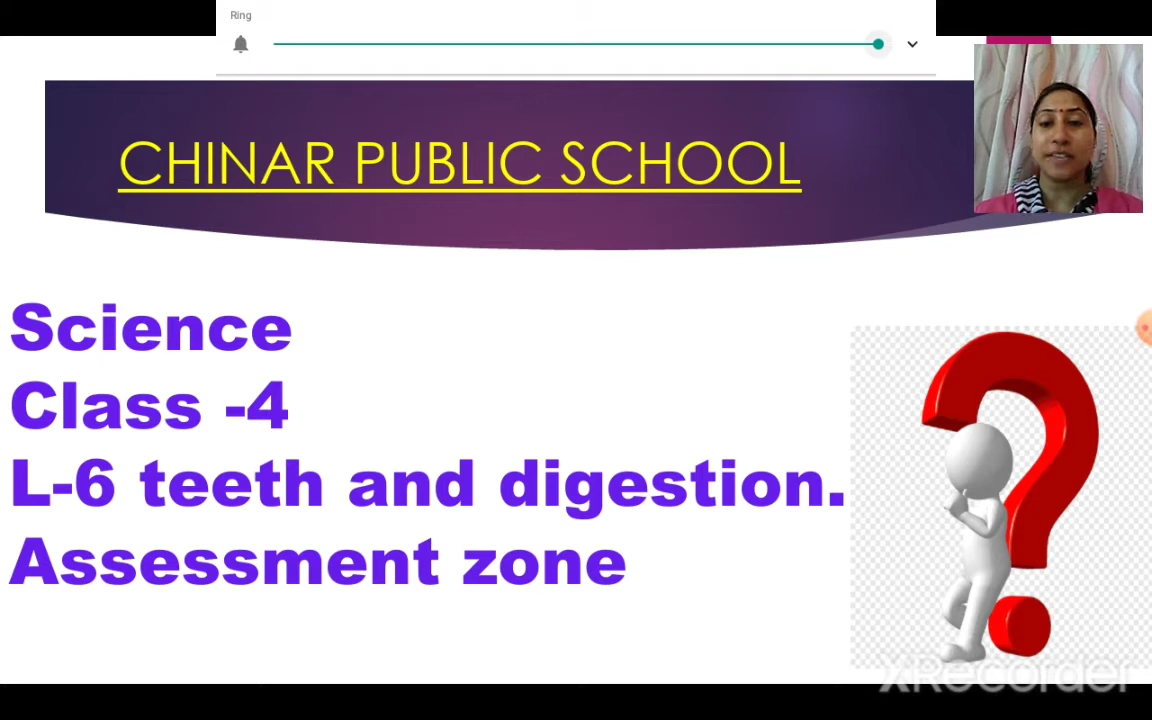 Ring
CHINAR PUBLIC SCHOOL
Science
Class -4
L-6 teeth and digestion.
Assessment zone
XRecorder